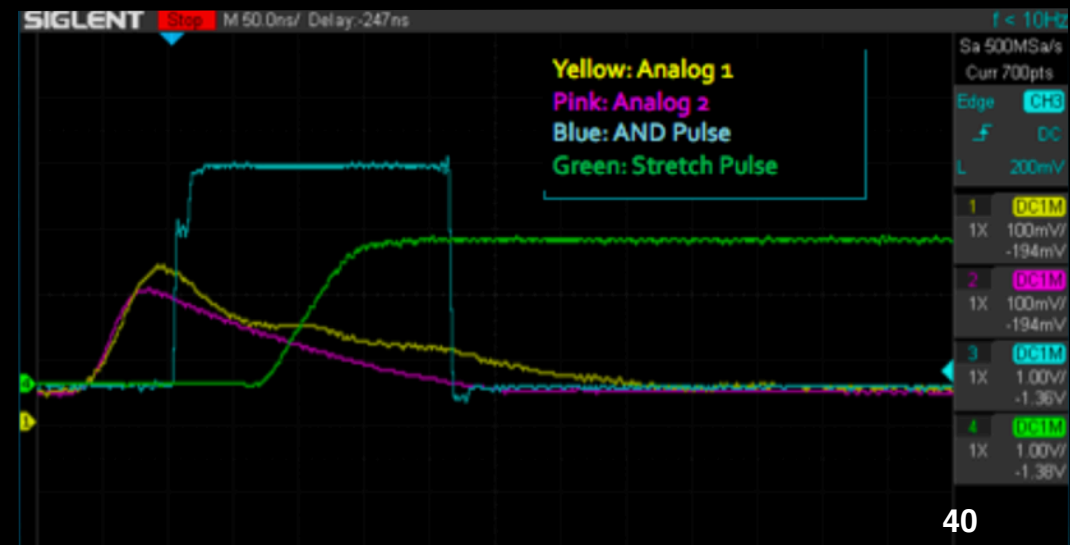 SIGLENT Stop M 50.0ns/ Delay:-247ns f < 10Hz
Sa 500MSa/s
Curr 700pts
Edge CH3
DC
L 200mV
Yellow: Analog 1
Pink: Analog 2
Blue: AND Pulse
Green: Stretch Pulse
1 DC1M
1X 100mV/
-194mV
2 DC1M
1X 100mV/
-194mV
3 DC1M
1X 1.00V/
-1.36V
4 DC1M
1X 1.00V/
-1.38V
4
1
40